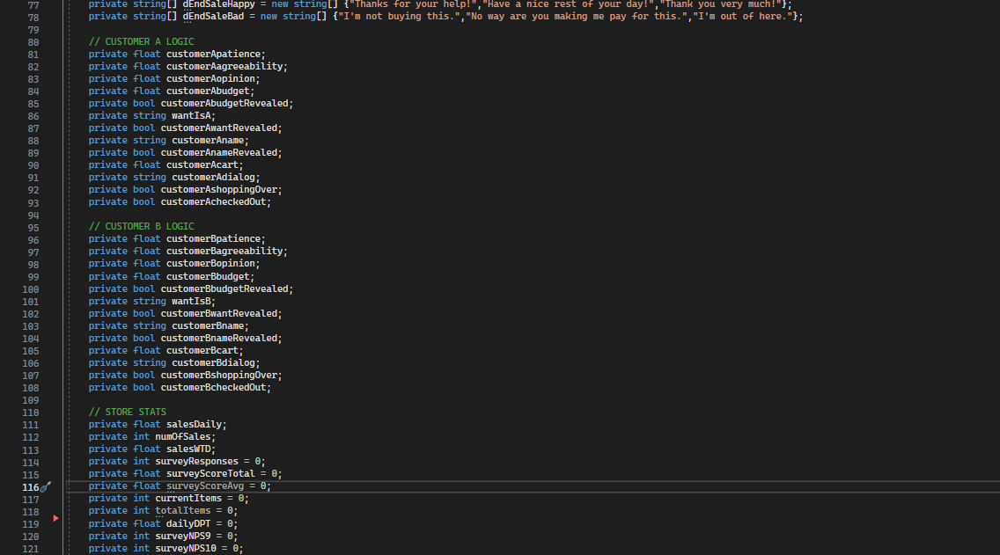 77 private string[] dEndSaleHappy = new string[] {"Thanks for your help!","Have a nice rest of your day!","Thank you very much!"};
78 private string[] dEndSaleBad = new string[] {"I'm not buying this.","No way are you making me pay for this.","I'm out of here."};
79
80 // CUSTOMER A LOGIC
81 private float customerApatience;
82 private float customerAagreeability;
83 private float customerAopinion;
84 private float customerAbudget;
85 private bool customerAbudgetRevealed;
86 private string wantIsA;
87 private bool customerAwantRevealed;
88 private string customerAname;
89 private bool customerAnameRevealed;
90 private float customerAcart;
91 private string customerAdialog;
92 private bool customerAshoppingOver;
93 private bool customerAcheckedOut;
94
95 // CUSTOMER B LOGIC
96 private float customerBpatience;
97 private float customerBagreeability;
98 private float customerBopinion;
99 private float customerBbudget;
100 private bool customerBbudgetRevealed;
101 private string wantIsB;
102 private bool customerBwantRevealed;
103 private string customerBname;
104 private bool customerBnameRevealed;
105 private float customerBcart;
106 private string customerBdialog;
107 private bool customerBshoppingOver;
108 private bool customerBcheckedOut;
109
110 // STORE STATS
111 private float salesDaily;
112 private int numOfSales;
113 private float salesWTD;
114 private int surveyResponses = 0;
115 private float surveyScoreTotal = 0;
116 private float surveyScoreAvg = 0;
117 private int currentItems = 0;
118 private int totalItems = 0;
119 private float dailyDPT = 0;
120 private int surveyNPS9 = 0;
121 private int surveyNPS10 = 0;